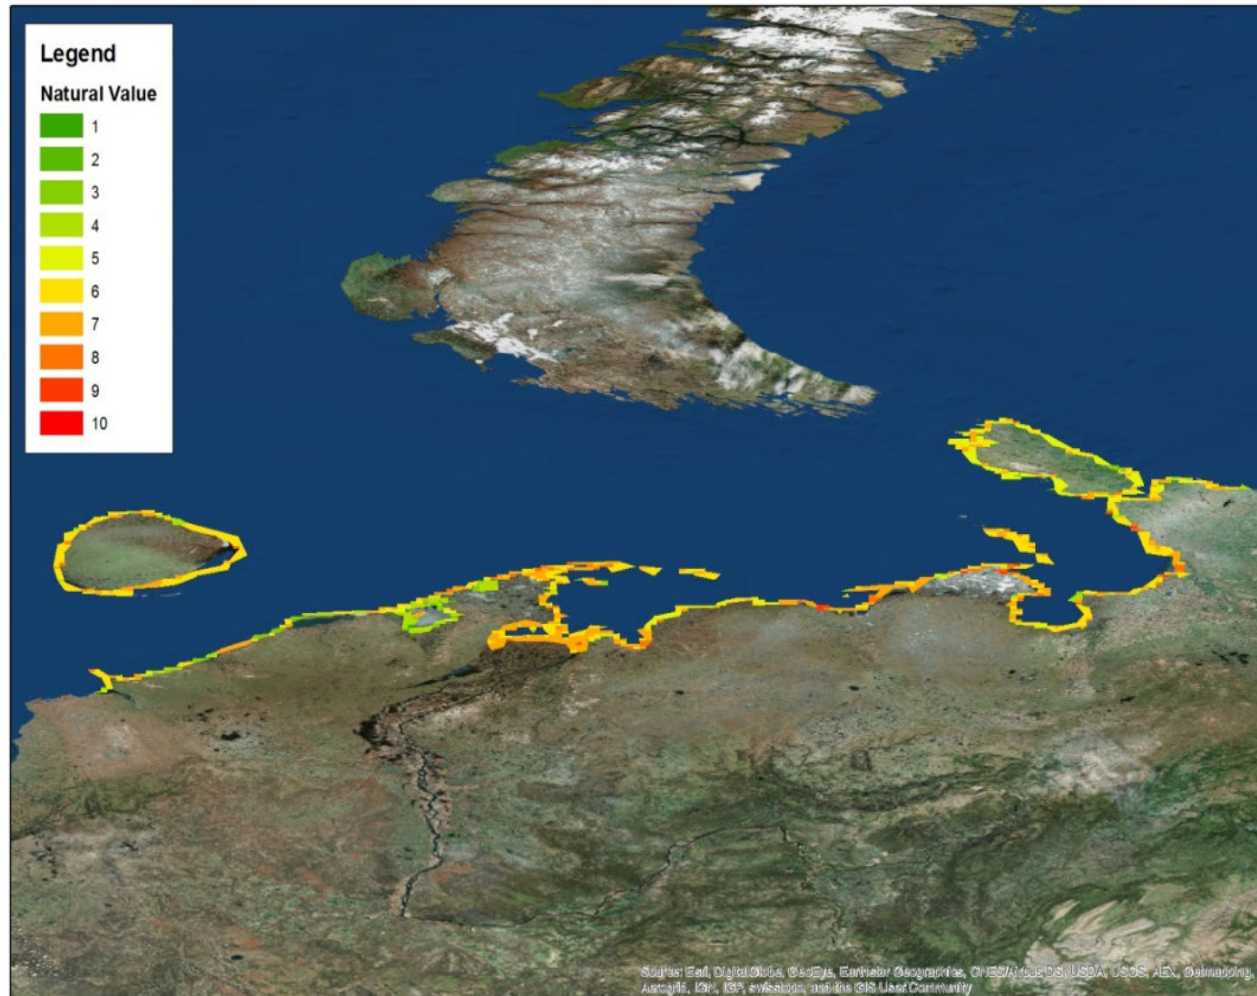 Legend
Natural Value
1
2
3
4
5
6
7
8
9
10
Source: Esri, DigitalGlobe, GeoEye, Earthstar Geographics, CNES/Airbus DS, USDA, USGS, AEX, Getmapping,
Aerogrid, IGN, IGP, swisstopo, and the GIS User Community